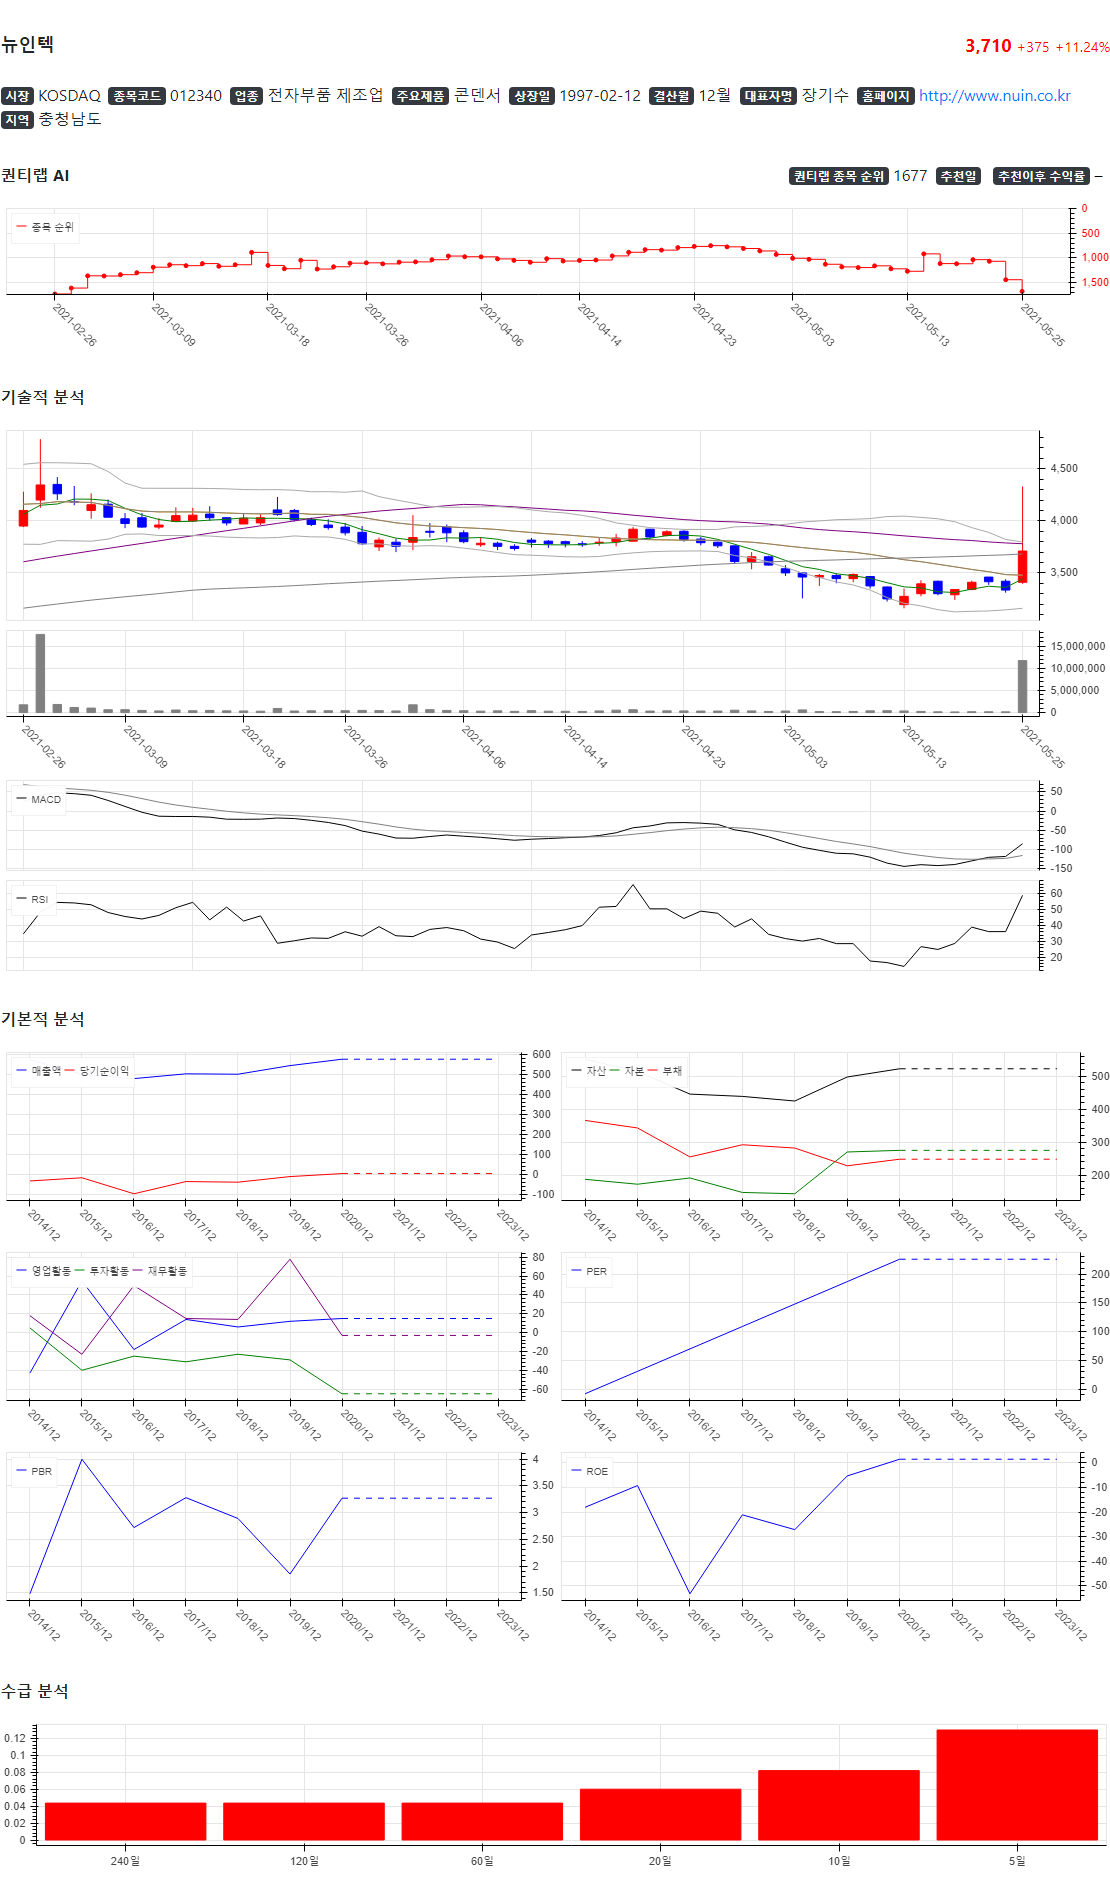 뉴인텍 3,710 +375 +11.24%
시장 KOSDAQ 종목코드 012340 업종 전자부품 제조업 주요제품 콘덴서 상장일 1997-02-12 결산월 12월 대표자명 장기수 홈페이지 http://www.nuin.co.kr
지역 충청남도
퀀티랩 AI 퀀티랩 종목 순위 1677 추천일 추천이후 수익률 –
종목 순위
0
500
1,000
1,500
2021-02-26 2021-03-09 2021-03-18 2021-03-26 2021-04-06 2021-04-14 2021-04-23 2021-05-03 2021-05-13 2021-05-25
기술적 분석
4,500
4,000
3,500
15,000,000
10,000,000
5,000,000
0
2021-02-26 2021-03-09 2021-03-18 2021-03-26 2021-04-06 2021-04-14 2021-04-23 2021-05-03 2021-05-13 2021-05-25
MACD
50
0
-50
-100
-150
RSI
60
50
40
30
20
기본적 분석
매출액 당기순이익
600
500
400
300
200
100
0
-100
2014/12 2015/12 2016/12 2017/12 2018/12 2019/12 2020/12 2021/12 2022/12 2023/12
자산 자본 부채
500
400
300
200
2014/12 2015/12 2016/12 2017/12 2018/12 2019/12 2020/12 2021/12 2022/12 2023/12
영업활동 투자활동 재무활동
80
60
40
20
0
-20
-40
-60
2014/12 2015/12 2016/12 2017/12 2018/12 2019/12 2020/12 2021/12 2022/12 2023/12
PER
200
150
100
50
0
2014/12 2015/12 2016/12 2017/12 2018/12 2019/12 2020/12 2021/12 2022/12 2023/12
PBR
4
3.50
3
2.50
2
1.50
2014/12 2015/12 2016/12 2017/12 2018/12 2019/12 2020/12 2021/12 2022/12 2023/12
ROE
0
-10
-20
-30
-40
-50
2014/12 2015/12 2016/12 2017/12 2018/12 2019/12 2020/12 2021/12 2022/12 2023/12
수급 분석
0.12
0.1
0.08
0.06
0.04
0.02
0
240일 120일 60일 20일 10일 5일